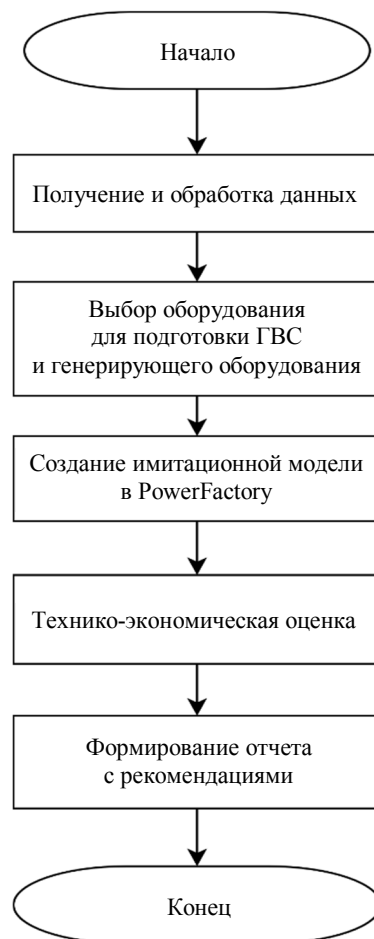 Начало
Получение и обработка данных
Выбор оборудования
для подготовки ГВС
и генерирующего оборудования
Создание имитационной модели
в PowerFactory
Технико-экономическая оценка
Формирование отчета
с рекомендациями
Конец